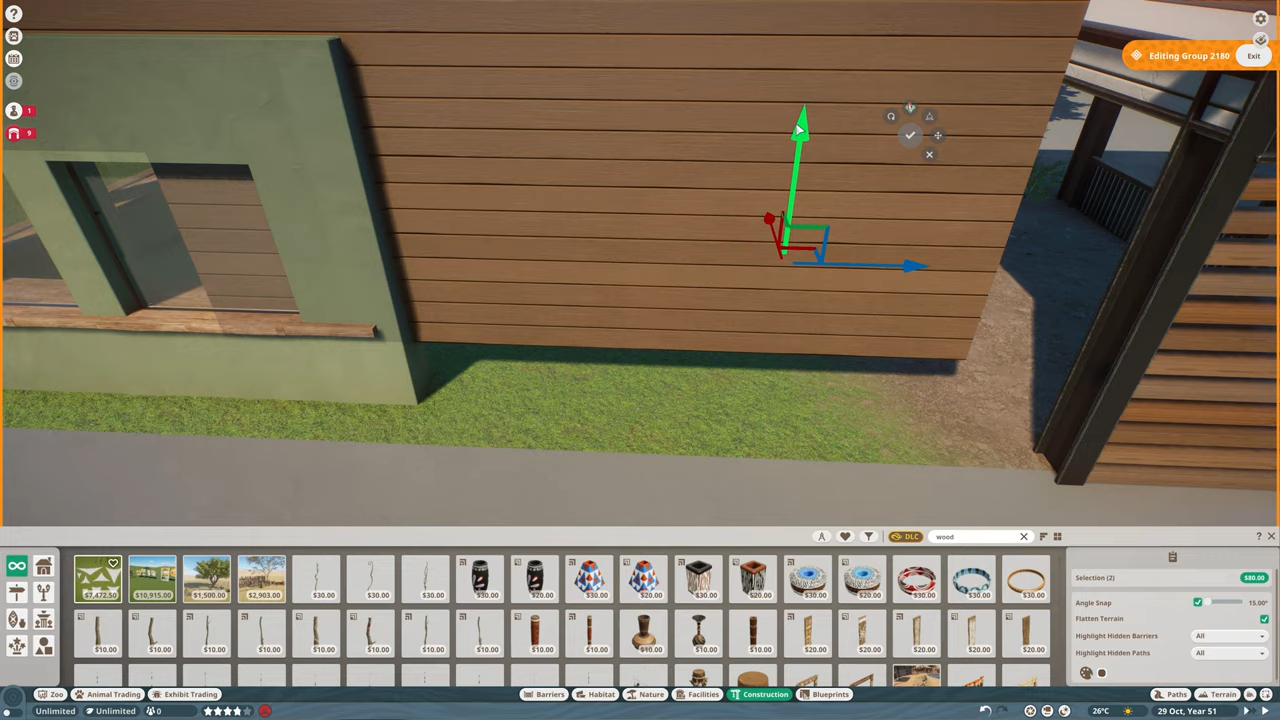 ?
Editing Group 2180 Exit
1
9
DLC wood
?
$7,472.50 $10,915.00 $1,500.00 $2,903.00 $30.00 $30.00 $30.00 $30.00 $20.00 $30.00 $20.00 $30.00 $20.00 $30.00 $20.00 $30.00 $30.00 $30.00
$10.00 $10.00 $10.00 $10.00 $10.00 $10.00 $10.00 $10.00 $10.00 $10.00 $10.00 $10.00 $10.00 $20.00 $20.00 $20.00 $20.00 $20.00
Selection (2) $80.00
Angle Snap 15.00°
Flatten Terrain
Highlight Hidden Barriers All
Highlight Hidden Paths All
Zoo Animal Trading Exhibit Trading Barriers Habitat Nature Facilities Construction Blueprints Paths Terrain
Unlimited Unlimited 0 26°C 29 Oct, Year 51